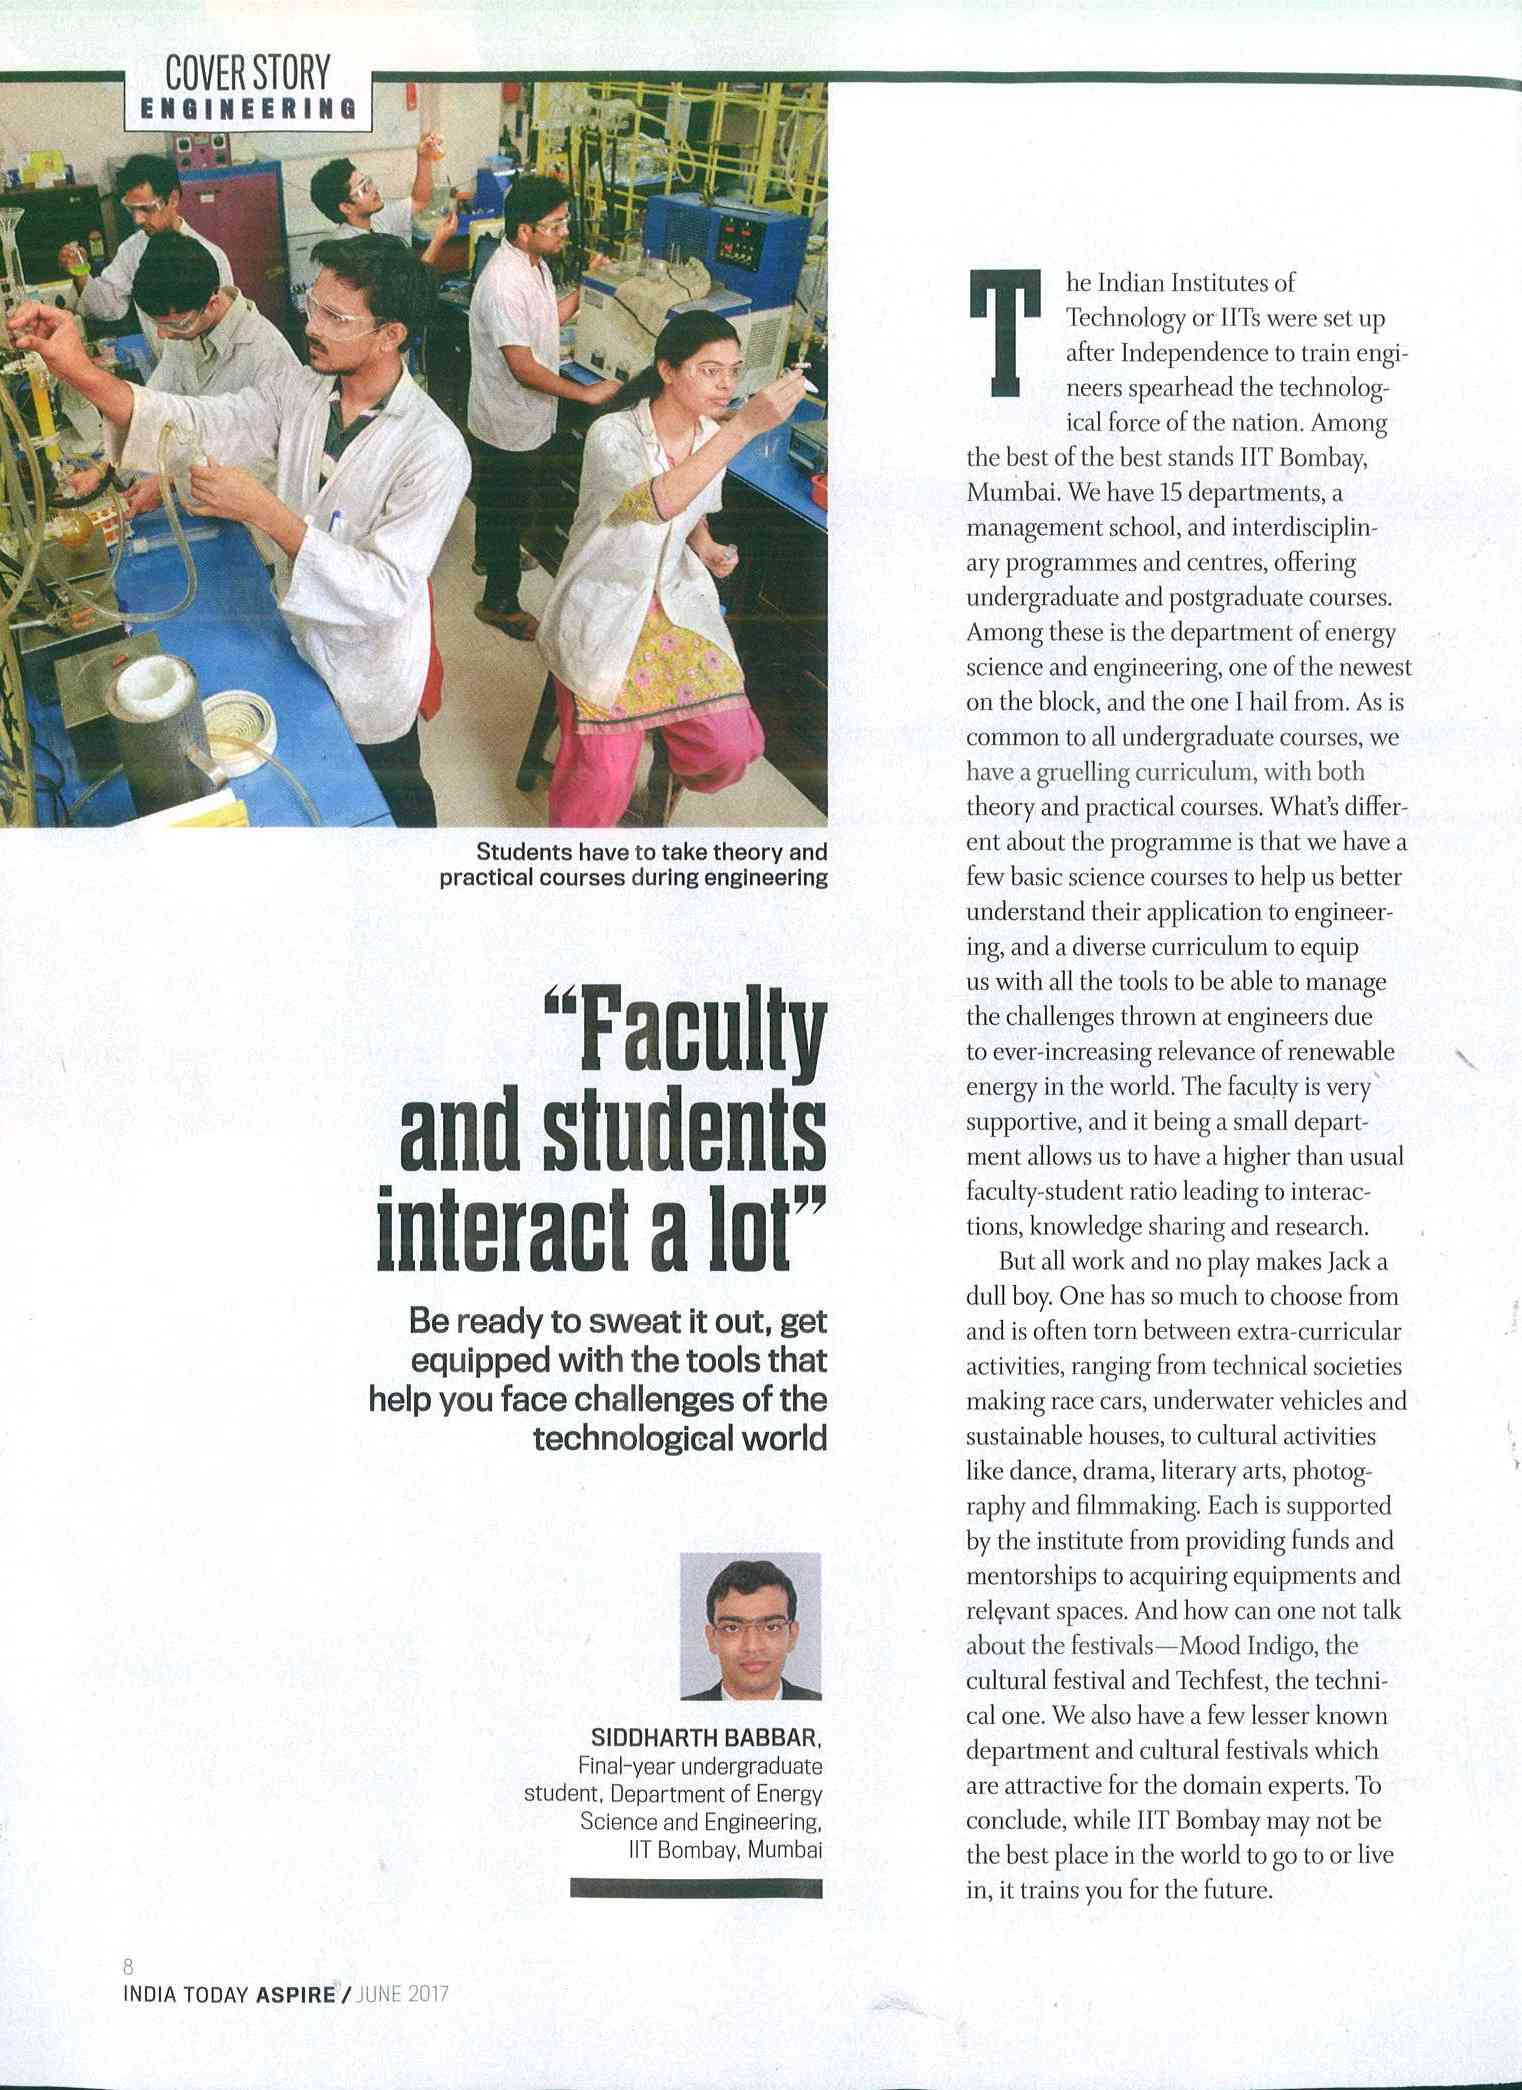 COVER STORY
ENGINEERING
Students have to take theory and
practical courses during engineering
“Faculty
and students
interact a lot”
Be ready to sweat it out, get
equipped with the tools that
help you face challenges of the
technological world
SIDDHARTH BABBAR,
Final-year undergraduate
student, Department of Energy
Science and Engineering,
IIT Bombay, Mumbai
The Indian Institutes of
Technology or IITs were set up
after Independence to train engi-
neers spearhead the technolog-
ical force of the nation. Among
the best of the best stands IIT Bombay,
Mumbai. We have 15 departments, a
management school, and interdisciplin-
ary programmes and centres, offering
undergraduate and postgraduate courses.
Among these is the department of energy
science and engineering, one of the newest
on the block, and the one I hail from. As is
common to all undergraduate courses, we
have a gruelling curriculum, with both
theory and practical courses. What’s differ-
ent about the programme is that we have a
few basic science courses to help us better
understand their application to engineer-
ing, and a diverse curriculum to equip
us with all the tools to be able to manage
the challenges thrown at engineers due
to ever-increasing relevance of renewable
energy in the world. The faculty is very
supportive, and it being a small depart-
ment allows us to have a higher than usual
faculty-student ratio leading to interac-
tions, knowledge sharing and research.
But all work and no play makes Jack a
dull boy. One has so much to choose from
and is often torn between extra-curricular
activities, ranging from technical societies
making race cars, underwater vehicles and
sustainable houses, to cultural activities
like dance, drama, literary arts, photog-
raphy and filmmaking. Each is supported
by the institute from providing funds and
mentorships to acquiring equipments and
relevant spaces. And how can one not talk
about the festivals—Mood Indigo, the
cultural festival and Techfest, the techni-
cal one. We also have a few lesser known
department and cultural festivals which
are attractive for the domain experts. To
conclude, while IIT Bombay may not be
the best place in the world to go to or live
in, it trains you for the future.
8
INDIA TODAY ASPIRE / JUNE 2017